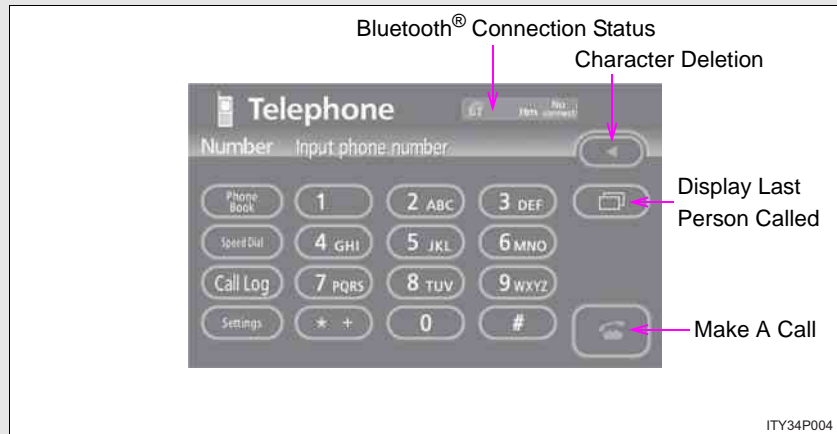 Bluetooth® Connection Status
Character Deletion
Telephone
BT Hm No connect
Number Input phone number
Phone Book 1 2 ABC 3 DEF
Display Last
Person Called
Speed Dial 4 GHI 5 JKL 6 MNO
Call Log 7 PQRS 8 TUV 9 WXYZ
Settings * + 0 #
Make A Call
ITY34P004